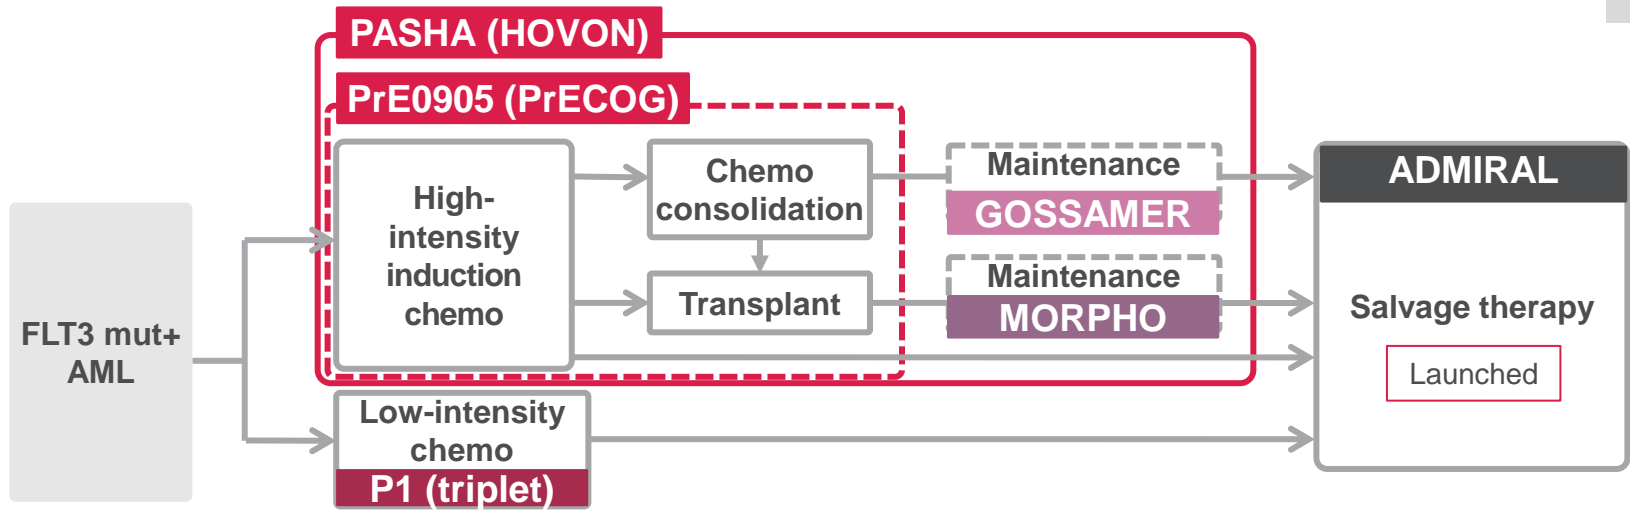 PASHA (HOVON)
PrE0905 (PrECOG)
FLT3 mut+
AML
High-
intensity
induction
chemo
Chemo
consolidation
Transplant
Maintenance
GOSSAMER
Maintenance
MORPHO
Low-intensity
chemo
P1 (triplet)
ADMIRAL
Salvage therapy
Launched